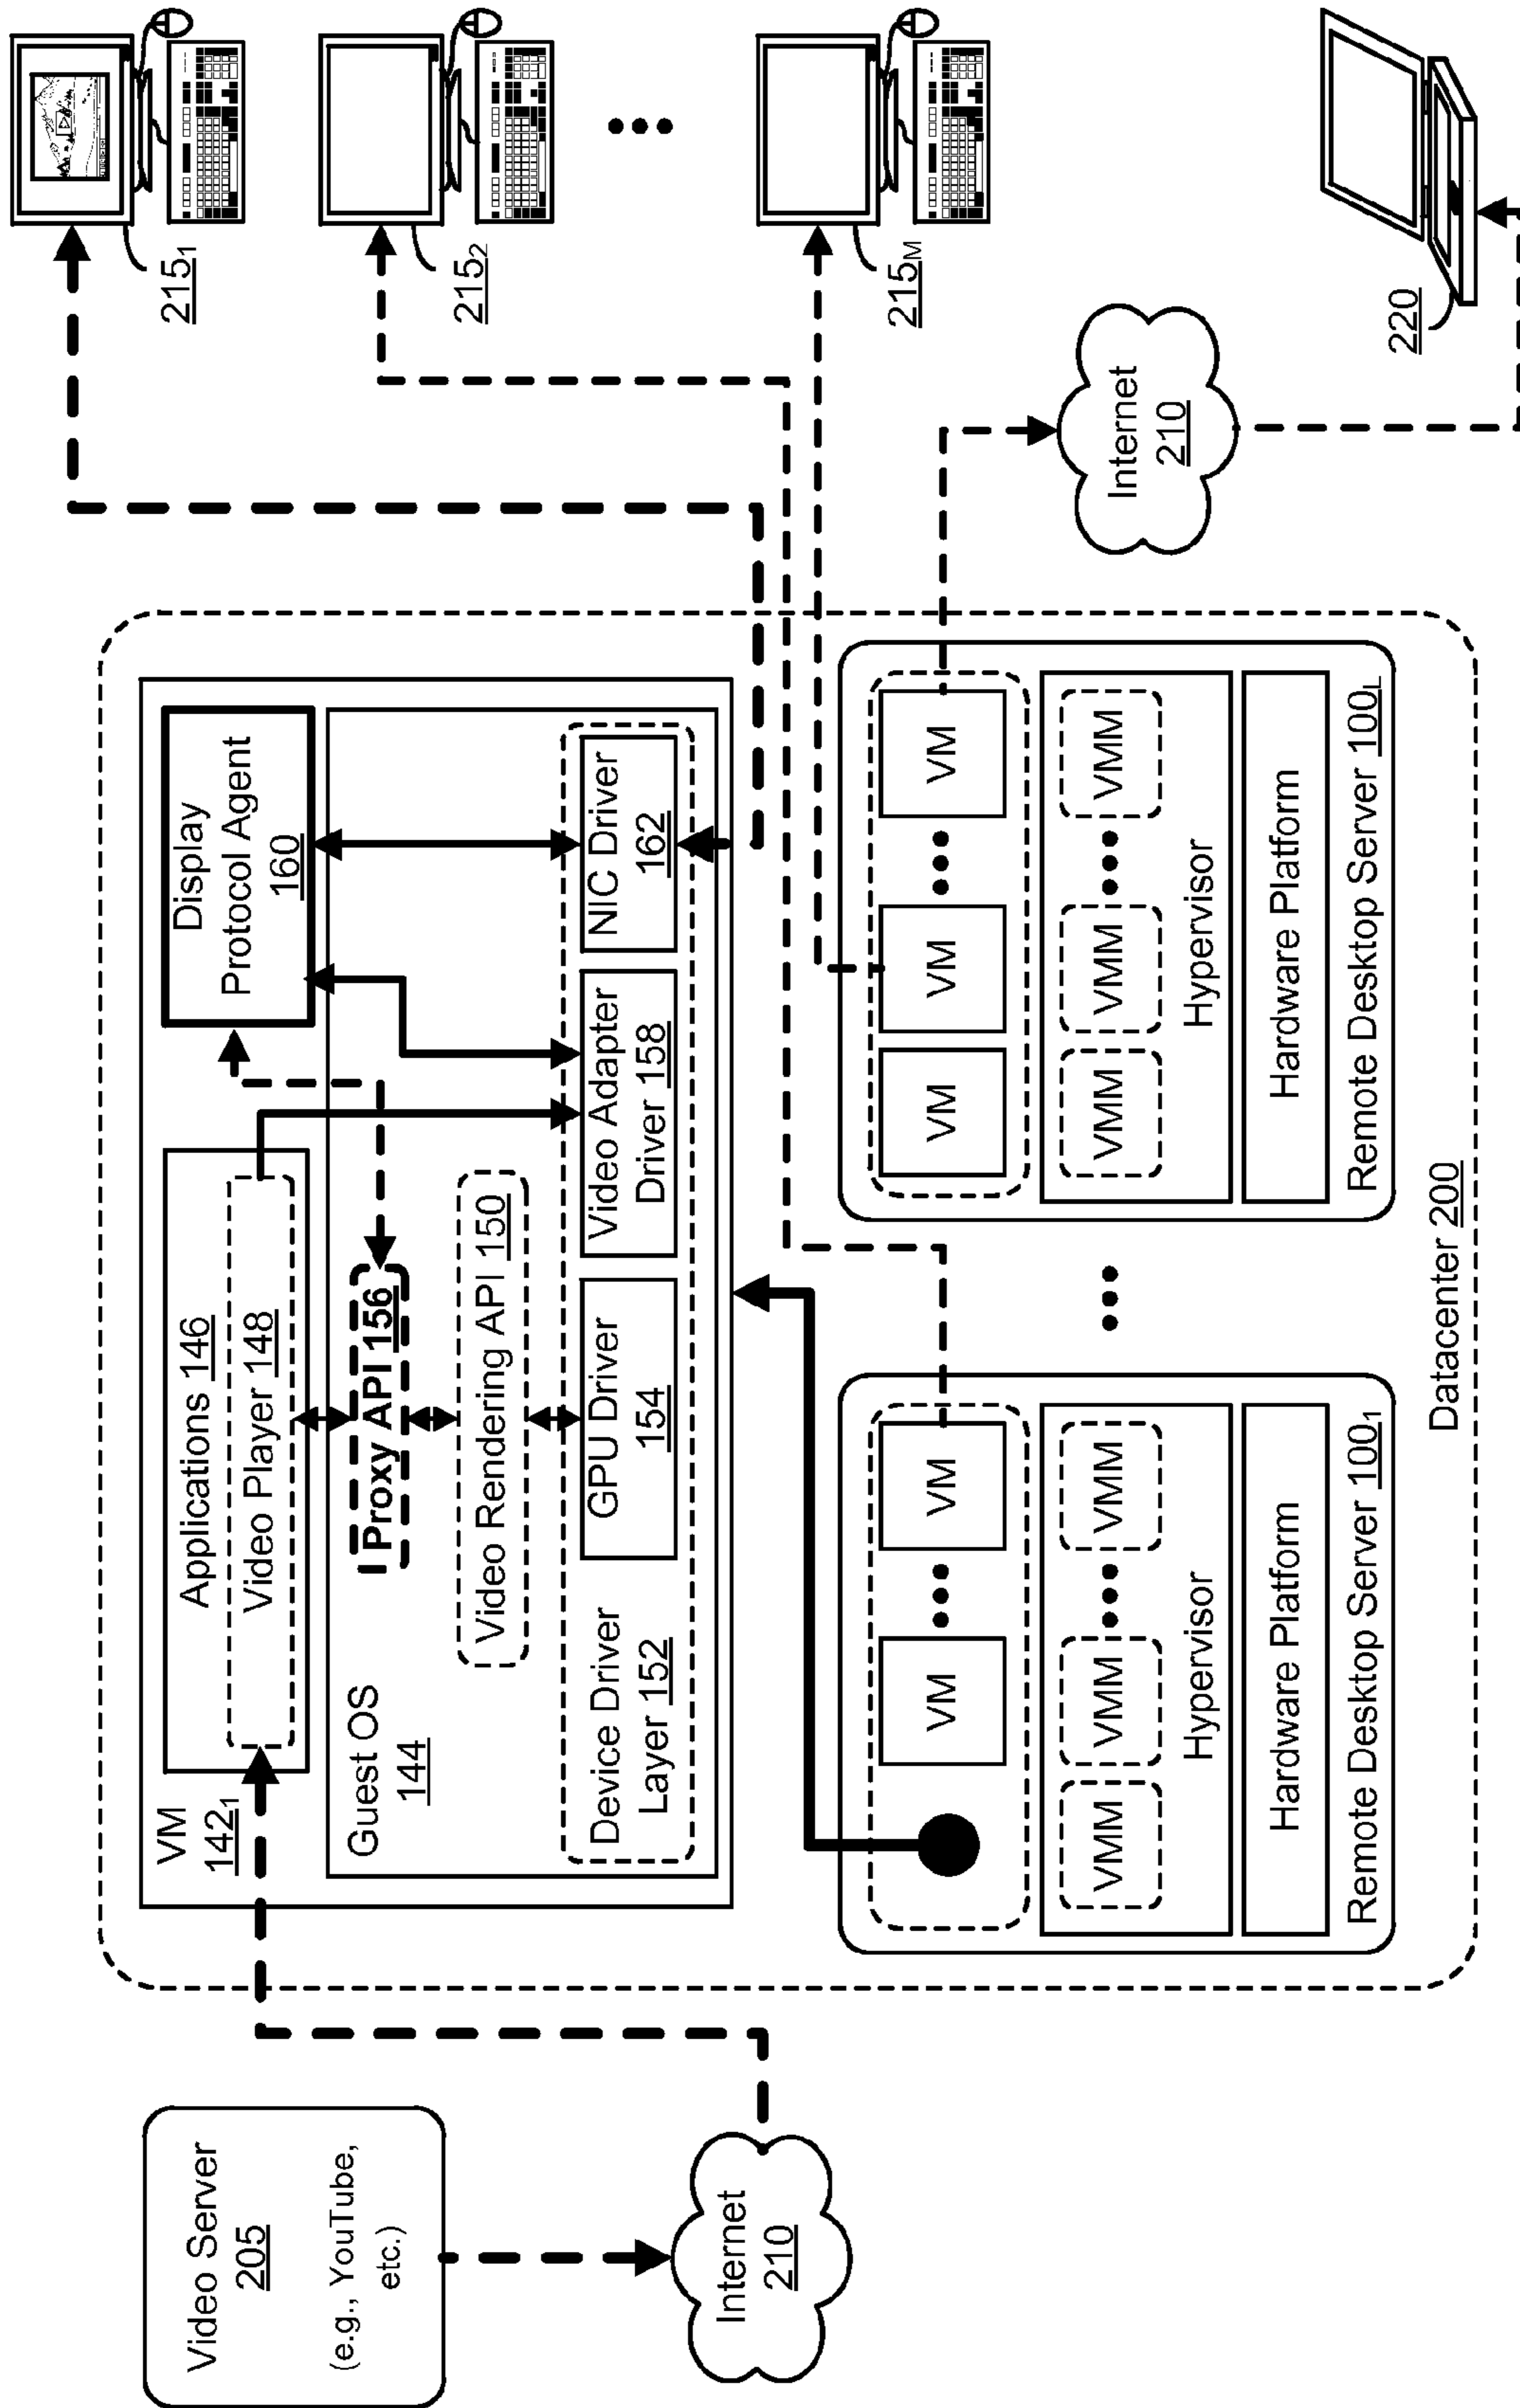 Video Server
205
(e.g., YouTube,
etc.)
Internet
210
VM
142₁
Applications 146
Video Player 148
Display
Protocol Agent
160
Guest OS
144
Proxy API 156
Video Rendering API 150
Device Driver
Layer 152
GPU Driver
154
Video Adapter
Driver 158
NIC Driver
162
VM
VM
VMM
VMM
VMM
Hypervisor
Hardware Platform
Remote Desktop Server 100₁
VM
VM
VM
VMM
VMM
VMM
Hypervisor
Hardware Platform
Remote Desktop Server 100L
Datacenter 200
215₁
215₂
215M
Internet
210
220